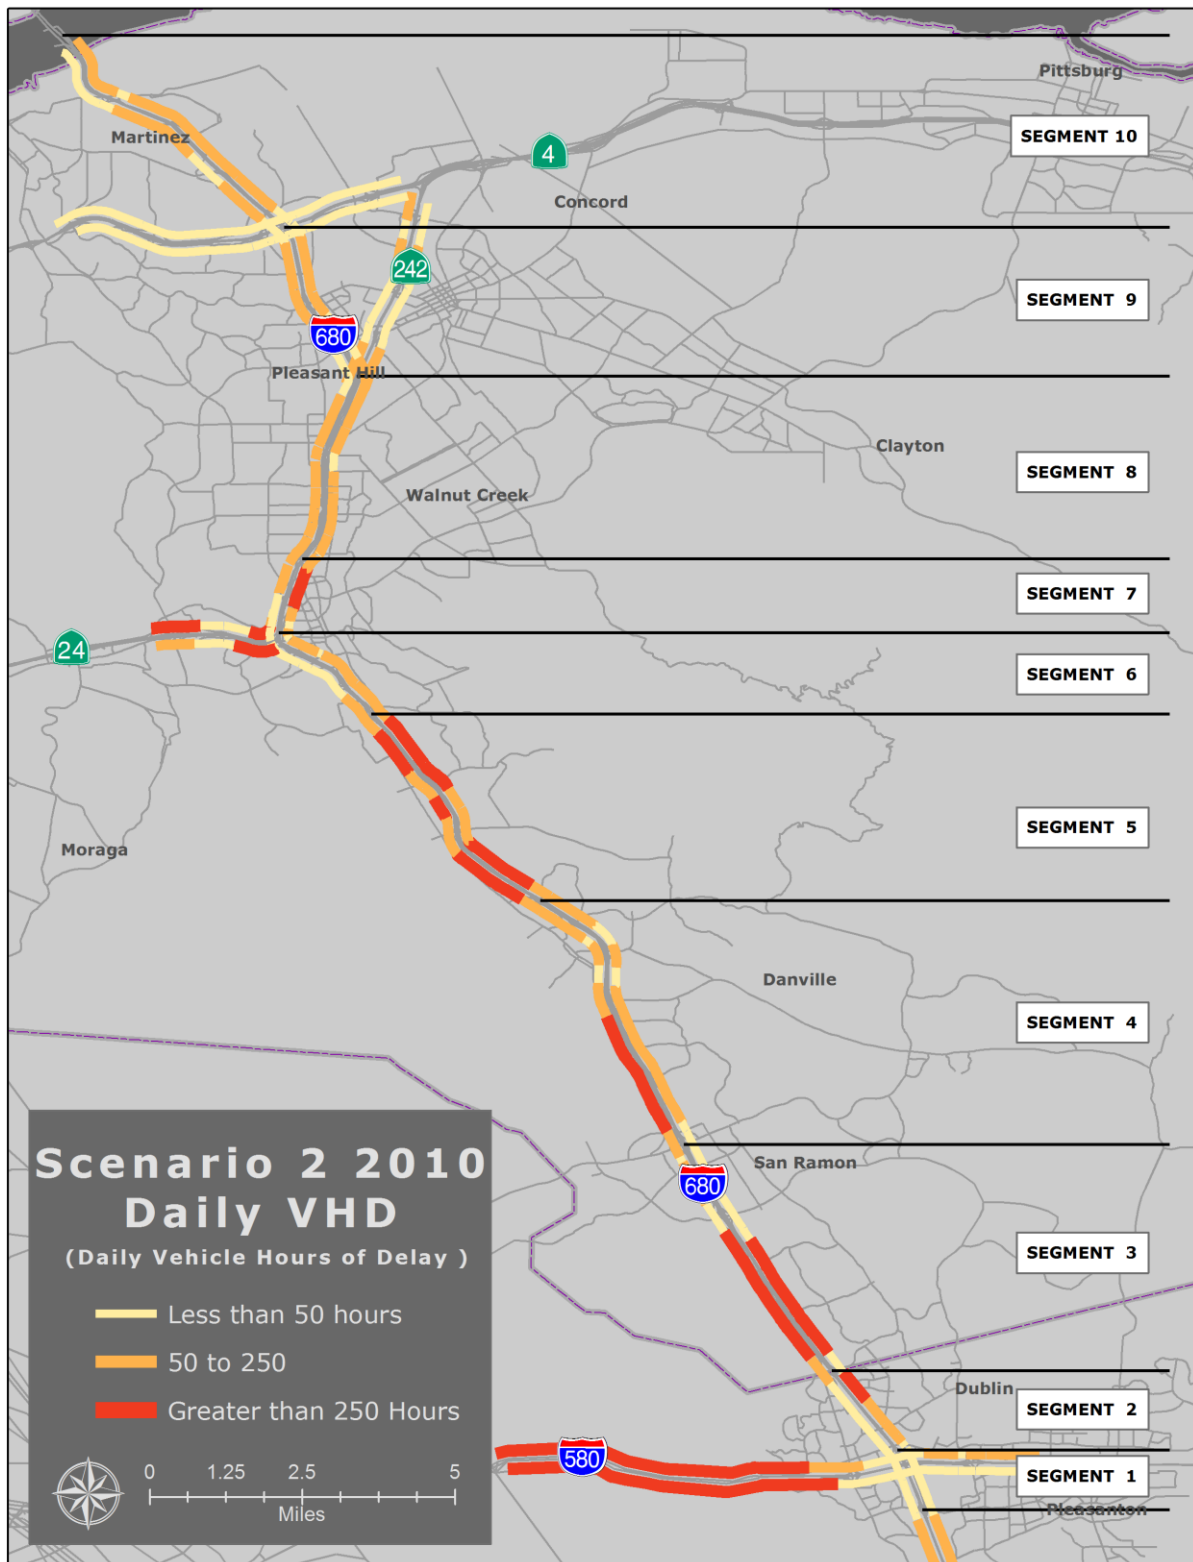 Pittsburg
SEGMENT 10
Martinez
4
Concord
242
SEGMENT 9
680
Pleasant Hill
Clayton
SEGMENT 8
Walnut Creek
SEGMENT 7
24
SEGMENT 6
SEGMENT 5
Moraga
Danville
SEGMENT 4
San Ramon
680
SEGMENT 3
Scenario 2 2010
Daily VHD
(Daily Vehicle Hours of Delay )
Less than 50 hours
50 to 250
Greater than 250 Hours
0 1.25 2.5 5
Miles
Dublin
SEGMENT 2
580
SEGMENT 1
Pleasanton